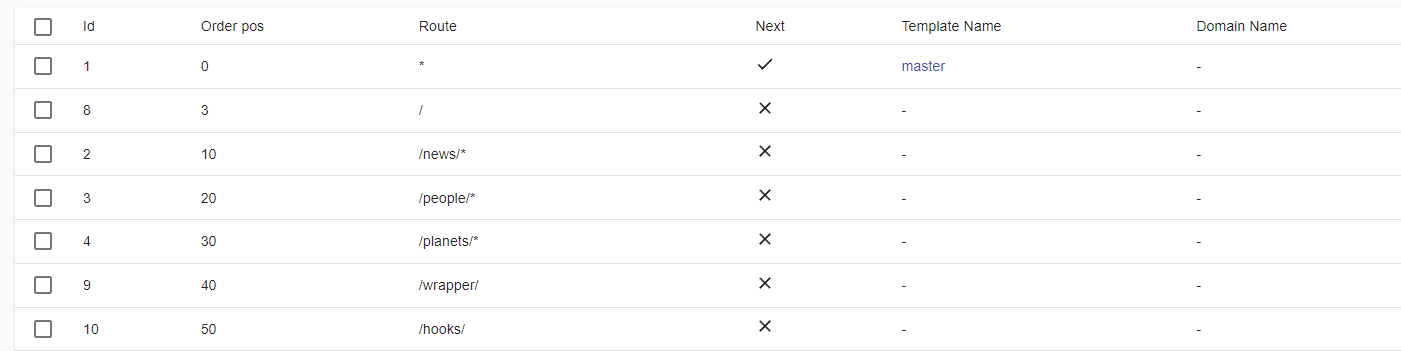 Id Order pos Route Next Template Name Domain Name
1 0 * master -
8 3 / - -
2 10 /news/* - -
3 20 /people/* - -
4 30 /planets/* - -
9 40 /wrapper/ - -
10 50 /hooks/ - -